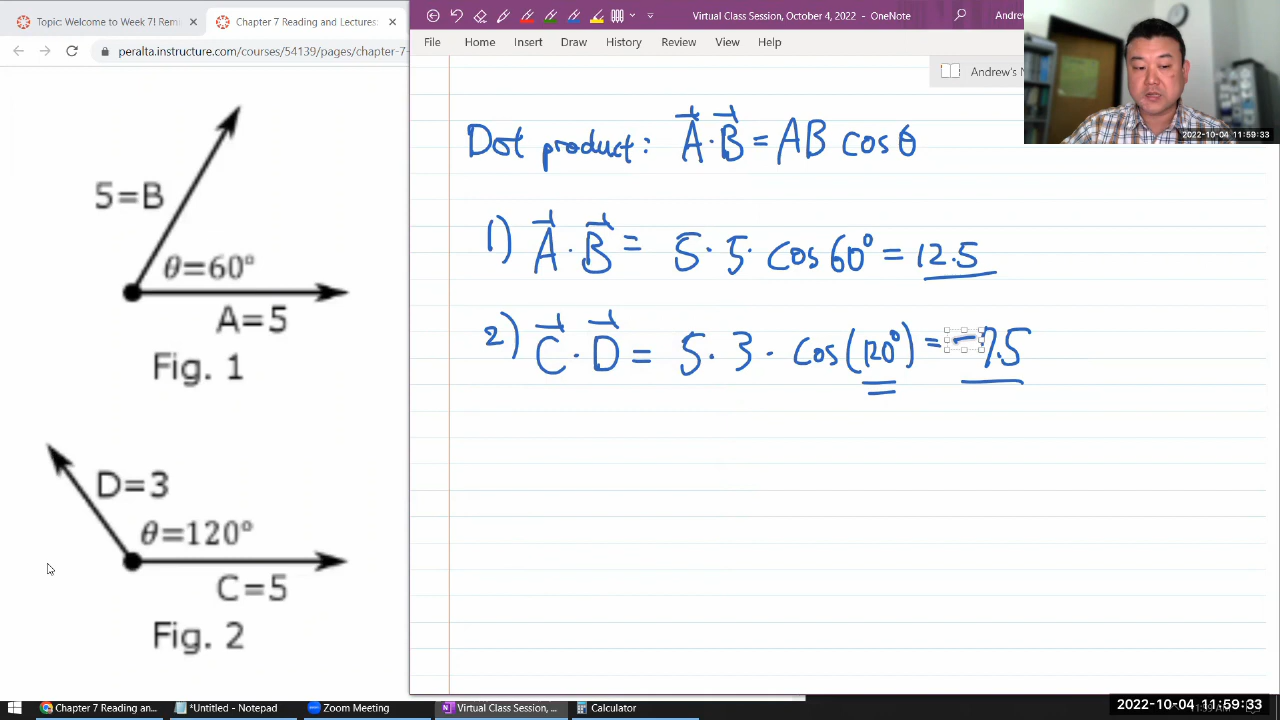 Topic: Welcome to Week 7! Remi
Chapter 7 Reading and Lectures:
peralta.instructure.com/courses/54139/pages/chapter-7-
Virtual Class Session, October 4, 2022 - OneNote
Andrew
File Home Insert Draw History Review View Help
Andrew's N
2022-10-04 11:59:33
5=B
θ=60°
A=5
Fig. 1
D=3
θ=120°
C=5
Fig. 2
Dot product: A⃗·B⃗ = AB cosθ
1) A⃗·B⃗ = 5·5·cos60° = 12.5
2) C⃗·D⃗ = 5·3·cos(120°) = -7.5
Chapter 7 Reading an...
*Untitled - Notepad
Zoom Meeting
Virtual Class Session, ...
Calculator
2022-10-04 11:59:33